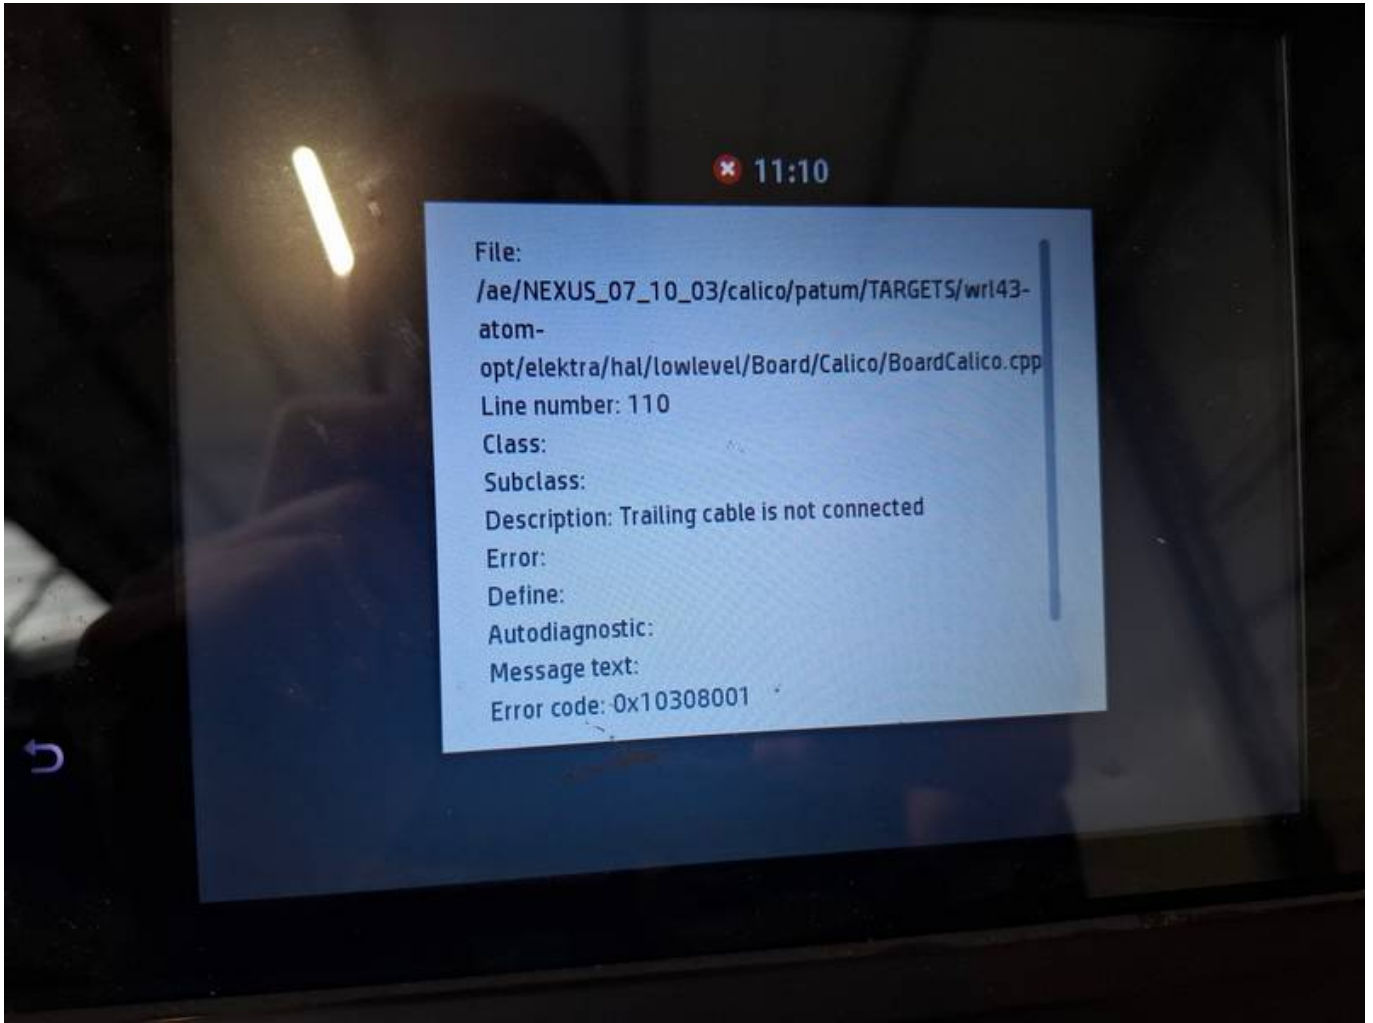 11:10
File:
/ae/NEXUS_07_10_03/calico/patum/TARGETS/wrl43-
atom-
opt/elektra/hal/lowlevel/Board/Calico/BoardCalico.cpp
Line number: 110
Class:
Subclass:
Description: Trailing cable is not connected
Error:
Define:
Autodiagnostic:
Message text:
Error code: 0x10308001